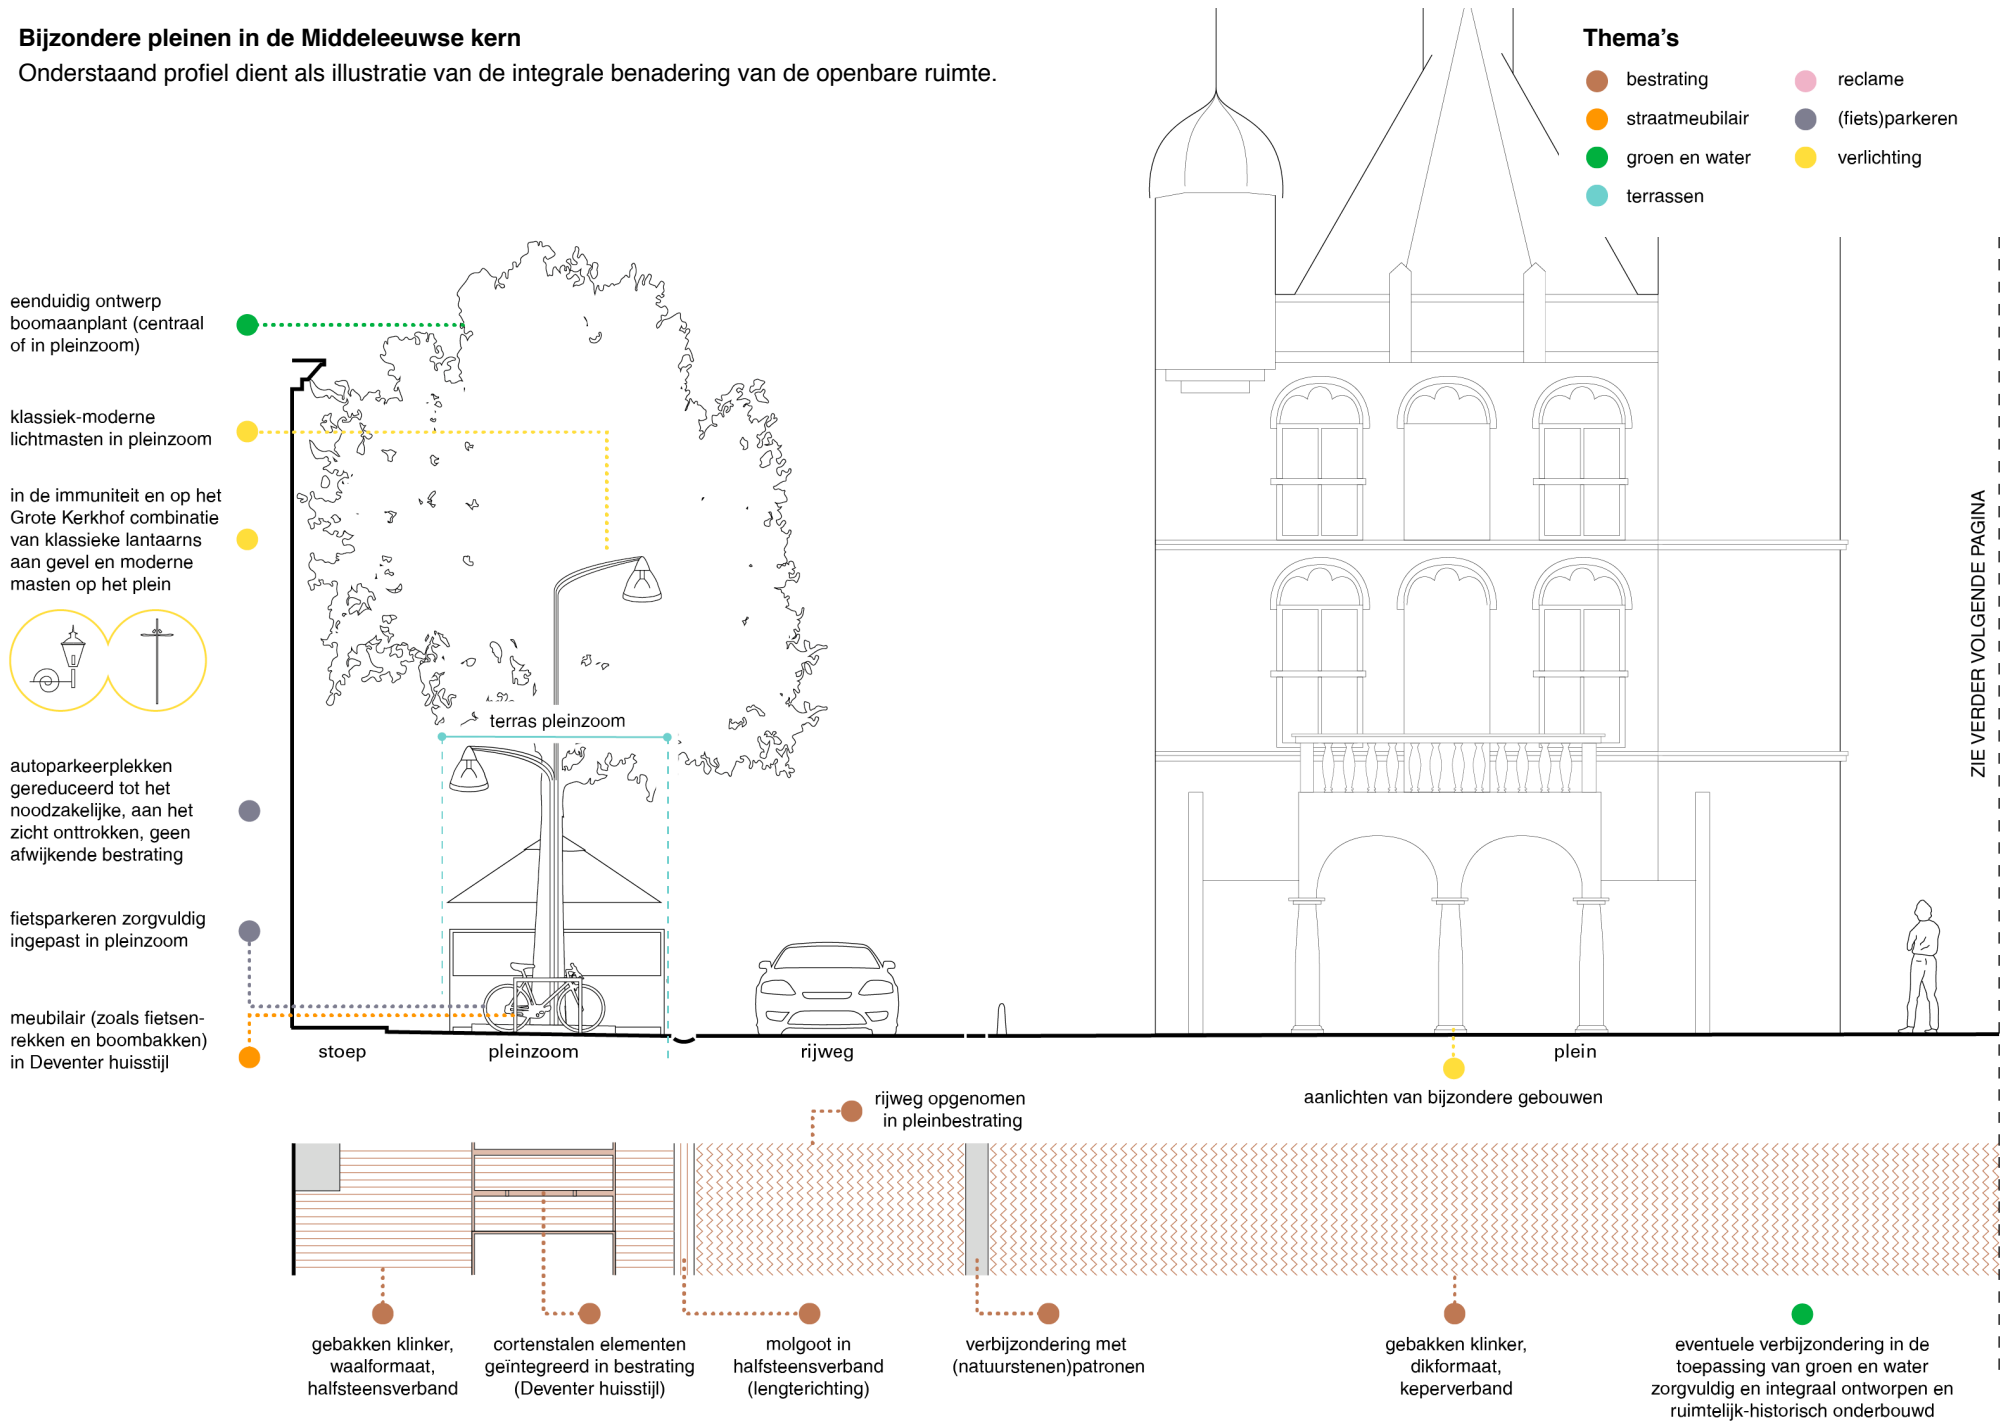 Bijzondere pleinen in de Middeleeuwse kern
Onderstaand profiel dient als illustratie van de integrale benadering van de openbare ruimte.
Thema's
bestrating
straatmeubilair
groen en water
terrassen
reclame
(fiets)parkeren
verlichting
eenduidig ontwerp
boomaanplant (centraal
of in pleinzoom)
klassiek-moderne
lichtmasten in pleinzoom
in de immuniteit en op het
Grote Kerkhof combinatie
van klassieke lantaarns
aan gevel en moderne
masten op het plein
terras pleinzoom
autoparkeerplekken
gereduceerd tot het
noodzakelijke, aan het
zicht onttrokken, geen
afwijkende bestrating
fietsparkeren zorgvuldig
ingepast in pleinzoom
meubilair (zoals fietsen-
rekken en boombakken)
in Deventer huisstijl
ZIE VERDER VOLGENDE PAGINA
stoep
pleinzoom
rijweg
plein
rijweg opgenomen
in pleinbestrating
aanlichten van bijzondere gebouwen
gebakken klinker,
waalformaat,
halfsteensverband
cortenstalen elementen
geïntegreerd in bestrating
(Deventer huisstijl)
molgoot in
halfsteensverband
(lengterichting)
verbijzondering met
(natuurstenen)patronen
gebakken klinker,
dikformaat,
keperverband
eventuele verbijzondering in de
toepassing van groen en water
zorgvuldig en integraal ontworpen en
ruimtelijk-historisch onderbouwd